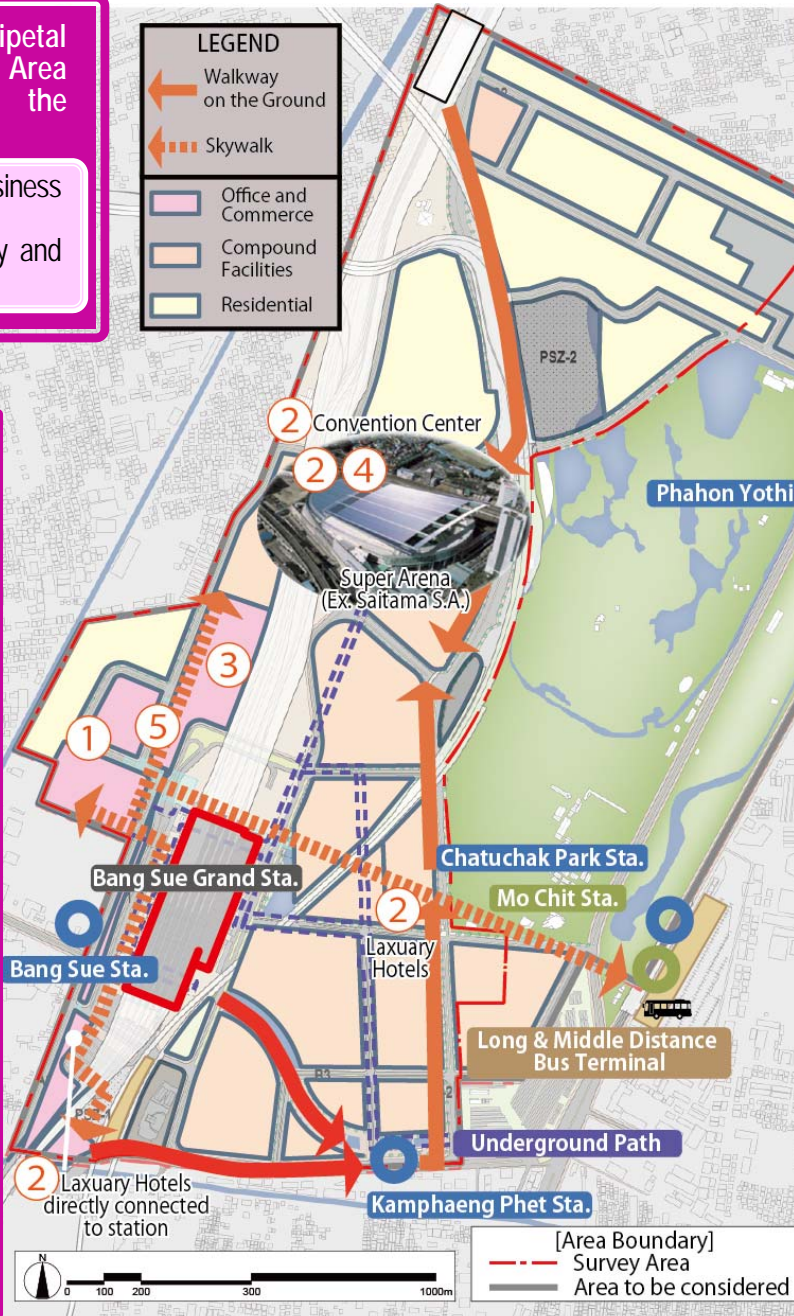 ipetal
Area
the
siness
y and
LEGEND
Walkway
on the Ground
Skywalk
Office and
Commerce
Compound
Facilities
Residential
PSZ-2
2 Convention Center
2 4
Phahon Yothi
Super Arena
(Ex. Saitama S.A.)
3
1
5
Chatuchak Park Sta.
Bang Sue Grand Sta.
Mo Chit Sta.
2
Laxuary
Hotels
Bang Sue Sta.
Long & Middle Distance
Bus Terminal
R3
PSZ-1
Underground Path
2 Laxuary Hotels
directly connected
to station
Kamphaeng Phet Sta.
N
0 100 200 300 1000m
[Area Boundary]
Survey Area
Area to be considered